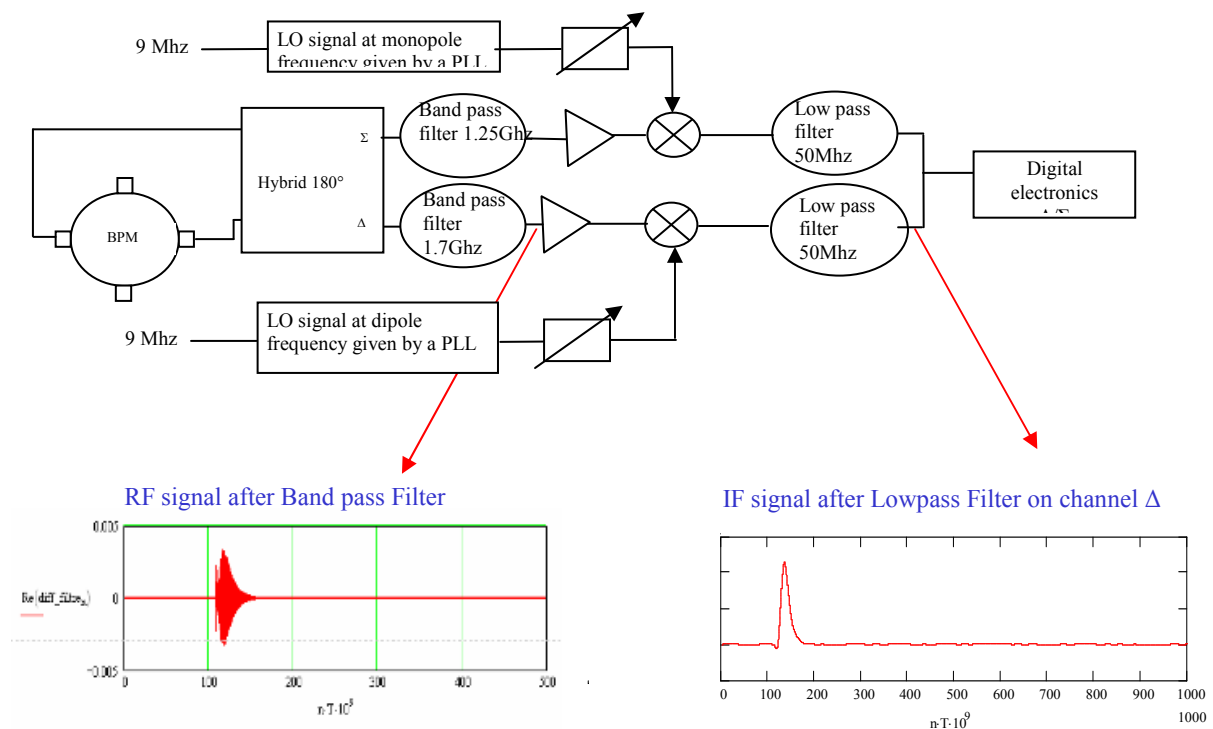 9 Mhz
LO signal at monopole
frequency given by a PLL
Band pass
filter 1.25Ghz
Low pass
filter
50Mhz
Σ
Hybrid 180°
Δ
BPM
Band pass
filter
1.7Ghz
Low pass
filter
50Mhz
Digital
electronics
Δ/Σ
9 Mhz
LO signal at dipole
frequency given by a PLL
RF signal after Band pass Filter
IF signal after Lowpass Filter on channel Δ
0.005
0
−0.005
0 100 200 300 400 500
n·T·10⁹
0 100 200 300 400 500 600 700 800 900 1000
n·T·10⁹
1000